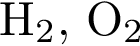 H₂, O₂